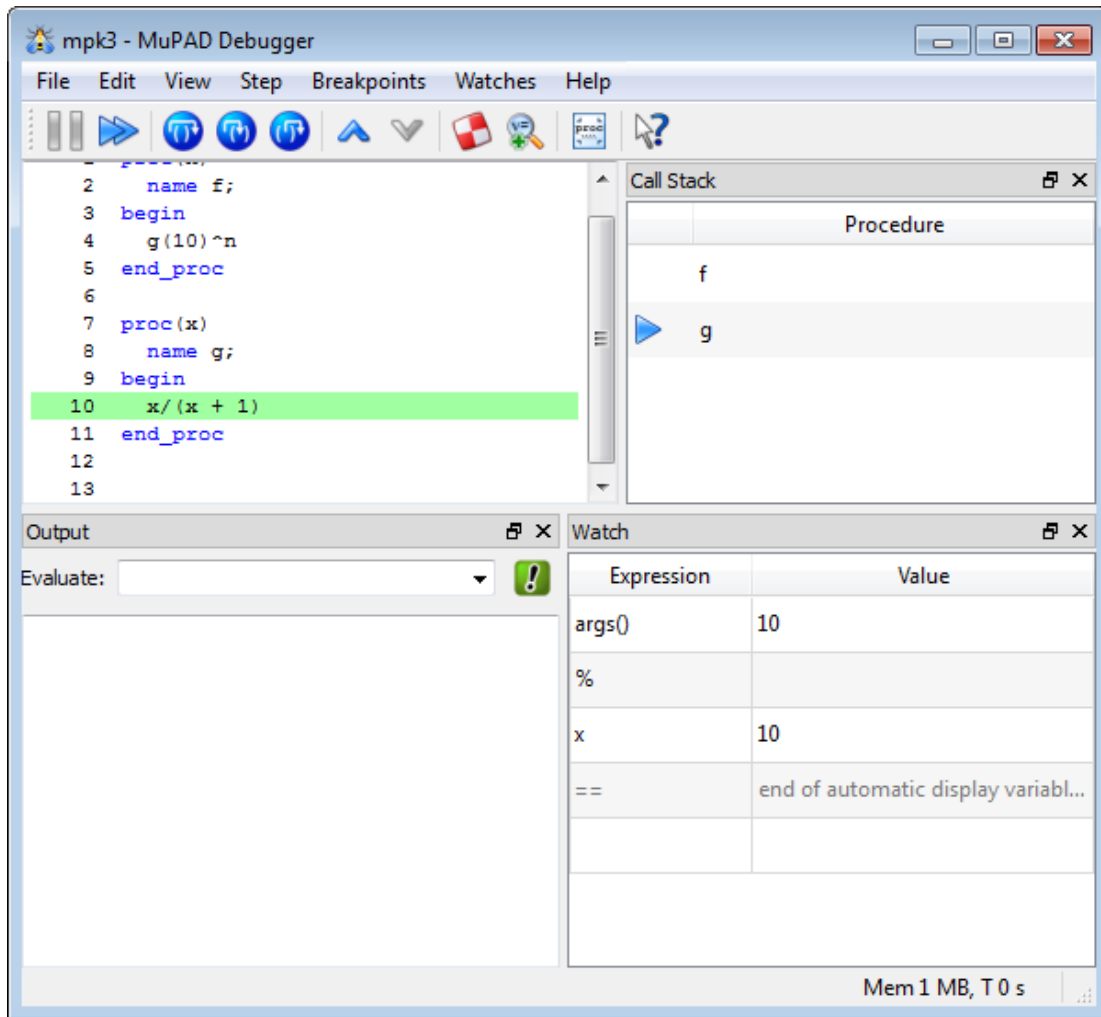 mpk3 - MuPAD Debugger
File Edit View Step Breakpoints Watches Help
proc
2 name f;
3 begin
4 g(10)^n
5 end_proc
6
7 proc(x)
8 name g;
9 begin
10 x/(x + 1)
11 end_proc
12
13
Call Stack
Procedure
f
g
Output
Evaluate:
Watch
Expression Value
args() 10
%
x 10
== end of automatic display variabl...
Mem 1 MB, T 0 s